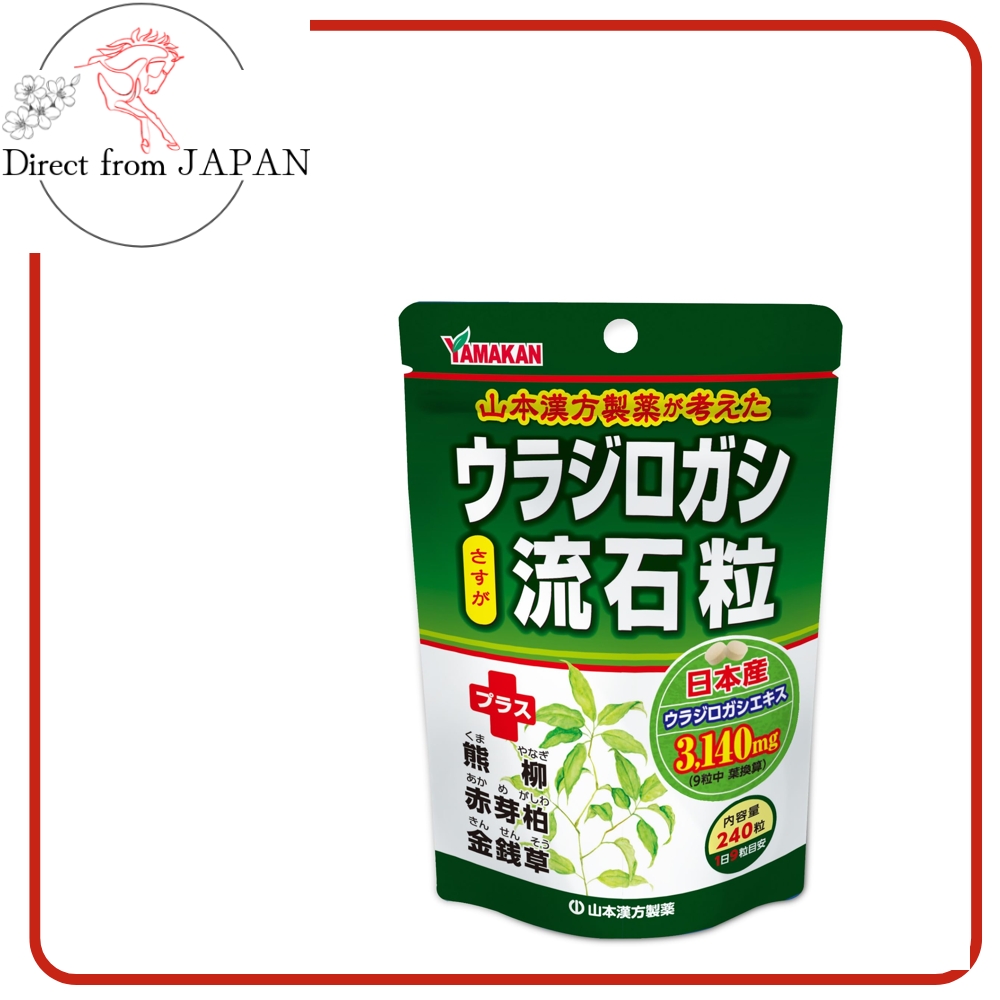 Direct from JAPAN
YAMAKAN
山本漢方製薬が考えた
ウラジロガシ
さすが
流石粒
日本産
ウラジロガシエキス
3,140mg
(9粒中 葉換算)
プラス
くま やなぎ
熊柳
あか め がしわ
赤芽柏
きん せん そう
金銭草
内容量
240粒
1日9粒目安
山本漢方製薬